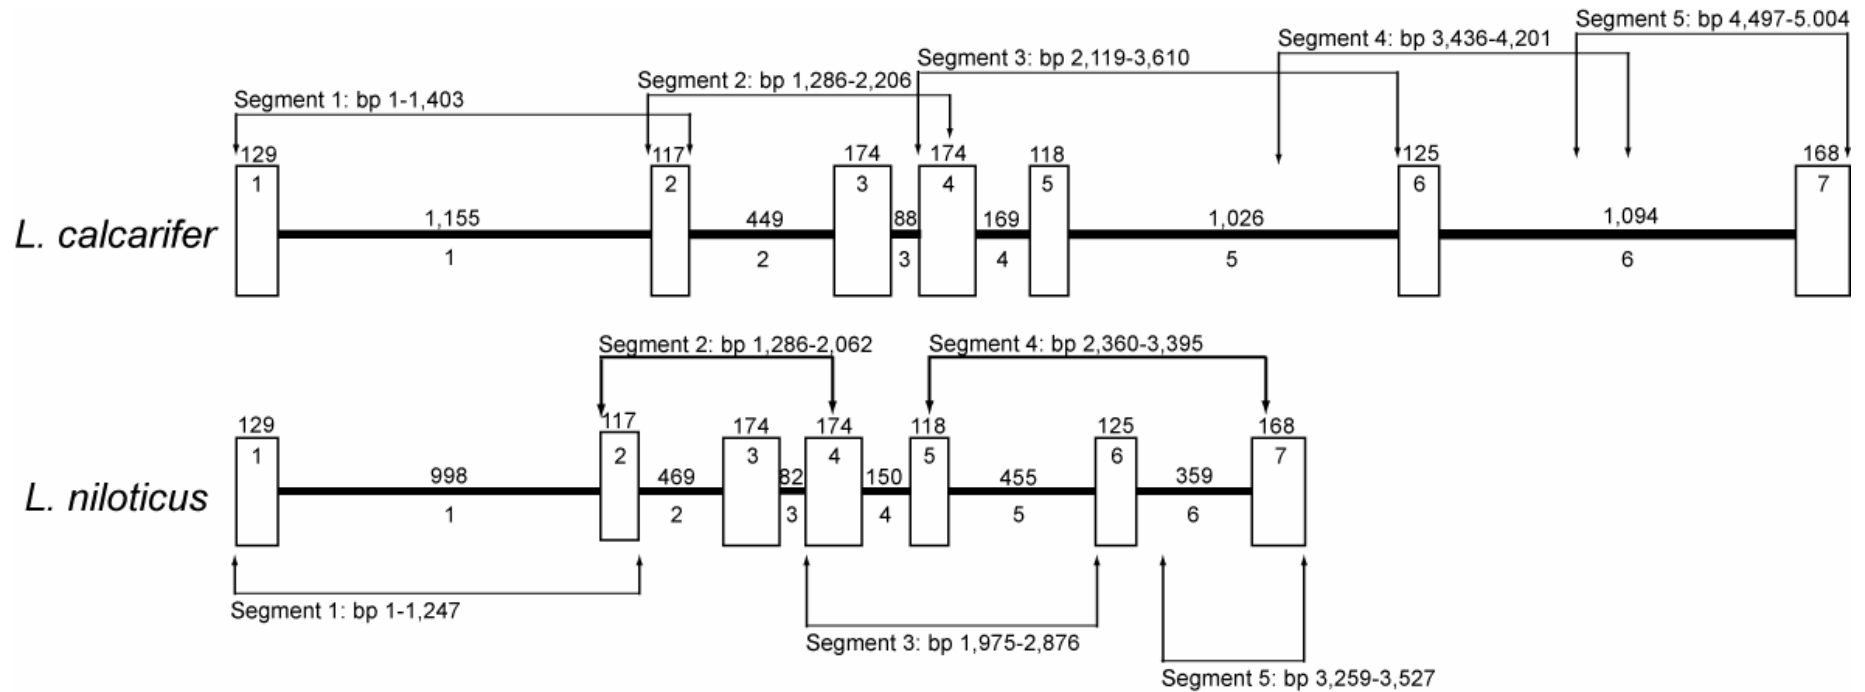 Segment 5: bp 4,497-5.004
Segment 4: bp 3,436-4,201
Segment 3: bp 2,119-3,610
Segment 2: bp 1,286-2,206
Segment 1: bp 1-1,403
129 117 174 174 118 125 168
1 2 3 4 5 6 7
L. calcarifer
1,155 449 88 169 1,026 1,094
1 2 3 4 5 6
Segment 2: bp 1,286-2,062 Segment 4: bp 2,360-3,395
129 117 174 174 118 125 168
1 2 3 4 5 6 7
L. niloticus
998 469 82 150 455 359
1 2 3 4 5 6
Segment 1: bp 1-1,247
Segment 3: bp 1,975-2,876
Segment 5: bp 3,259-3,527